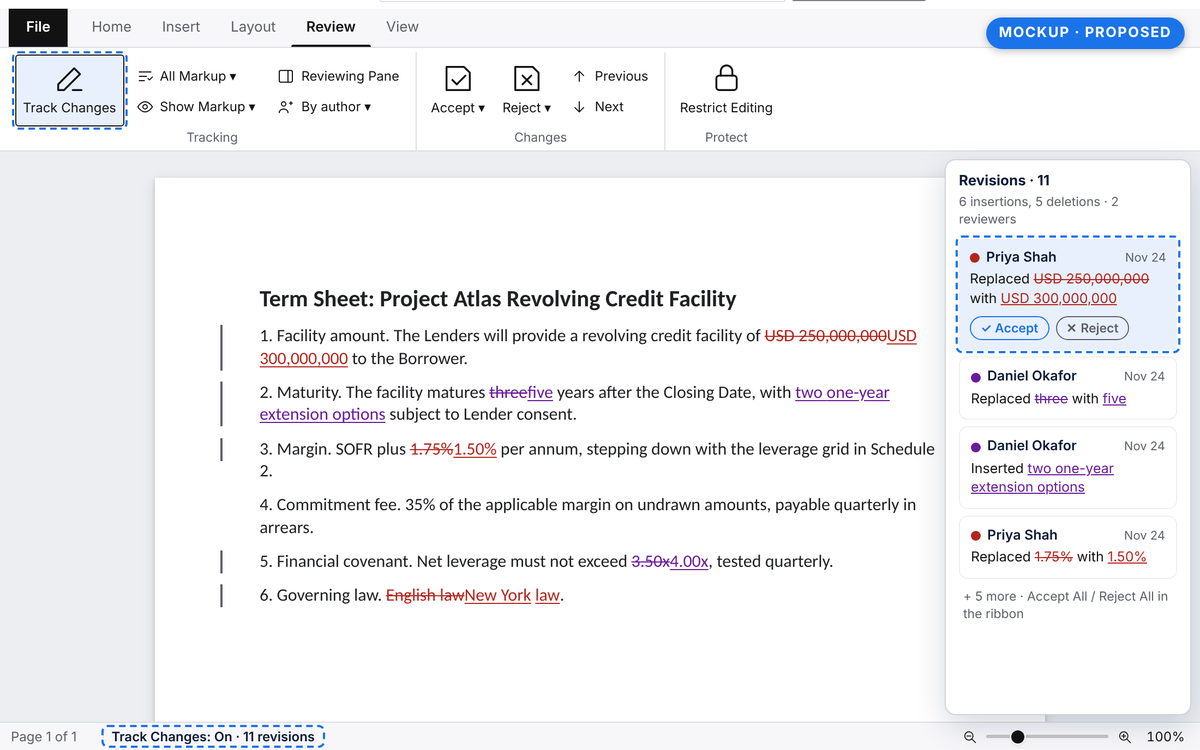 File Home Insert Layout Review View
MOCKUP · PROPOSED
Track Changes
All Markup ▾
Show Markup ▾
Reviewing Pane
By author ▾
Tracking
Accept ▾
Reject ▾
Previous
Next
Changes
Restrict Editing
Protect
Term Sheet: Project Atlas Revolving Credit Facility
1. Facility amount. The Lenders will provide a revolving credit facility of USD 250,000,000USD
300,000,000 to the Borrower.
2. Maturity. The facility matures threefive years after the Closing Date, with two one-year
extension options subject to Lender consent.
3. Margin. SOFR plus 1.75%1.50% per annum, stepping down with the leverage grid in Schedule
2.
4. Commitment fee. 35% of the applicable margin on undrawn amounts, payable quarterly in
arrears.
5. Financial covenant. Net leverage must not exceed 3.50x4.00x, tested quarterly.
6. Governing law. English lawNew York law.
Revisions · 11
6 insertions, 5 deletions · 2
reviewers
Priya Shah Nov 24
Replaced USD 250,000,000
with USD 300,000,000
✓ Accept ✕ Reject
Daniel Okafor Nov 24
Replaced three with five
Daniel Okafor Nov 24
Inserted two one-year
extension options
Priya Shah Nov 24
Replaced 1.75% with 1.50%
+ 5 more · Accept All / Reject All in
the ribbon
Page 1 of 1
Track Changes: On · 11 revisions
100%